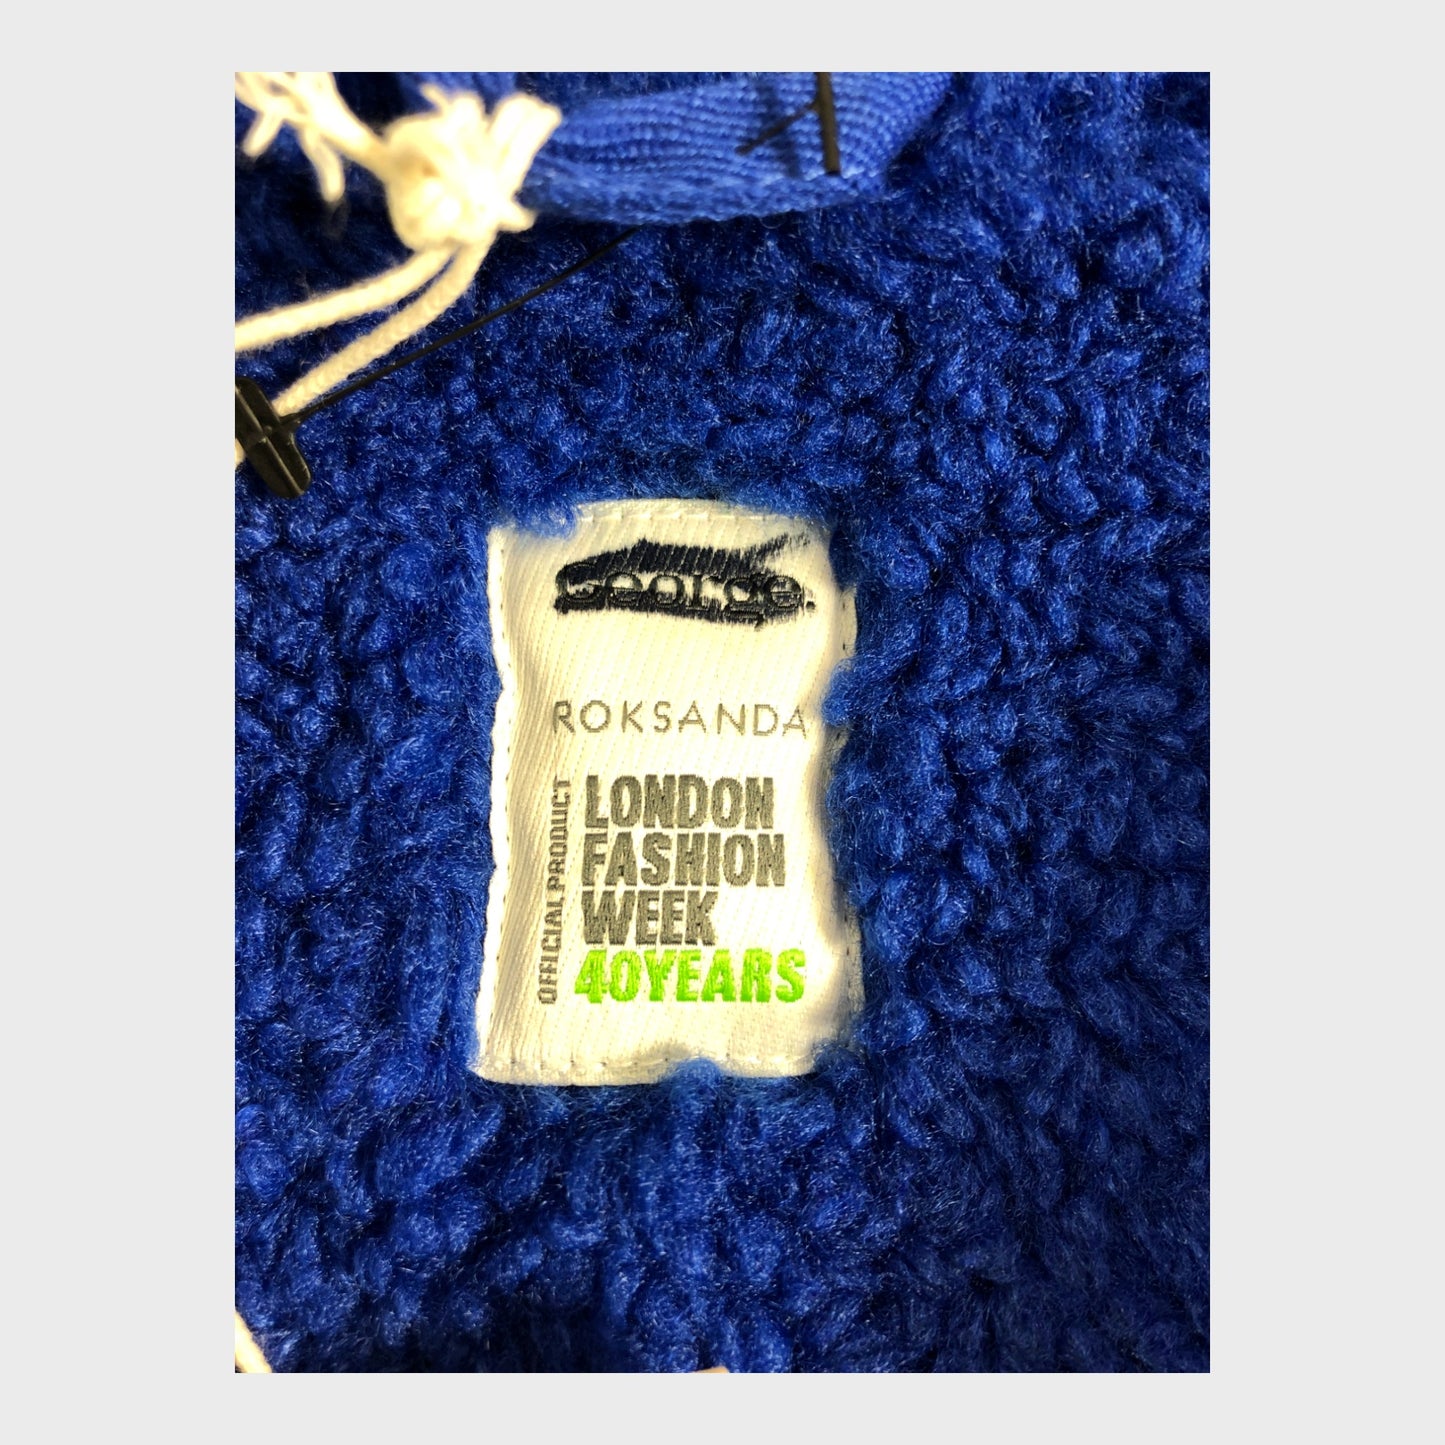 George.
ROKSANDA
OFFICIAL PRODUCT
LONDON
FASHION
WEEK
40YEARS